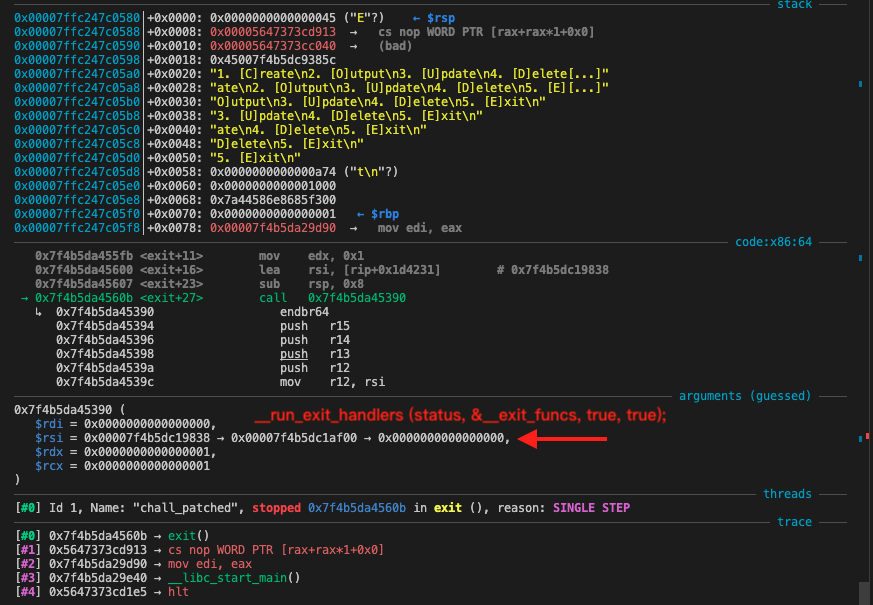 stack
0x00007ffc247c0580│+0x0000: 0x0000000000000045 ("E"?)    ← $rsp
0x00007ffc247c0588│+0x0008: 0x00005647373cd913  →  cs nop WORD PTR [rax+rax*1+0x0]
0x00007ffc247c0590│+0x0010: 0x00005647373cc040  →  (bad)
0x00007ffc247c0598│+0x0018: 0x45007f4b5dc9385c
0x00007ffc247c05a0│+0x0020: "1. [C]reate\n2. [O]utput\n3. [U]pdate\n4. [D]elete[...]"
0x00007ffc247c05a8│+0x0028: "ate\n2. [O]utput\n3. [U]pdate\n4. [D]elete\n5. [E][...]"
0x00007ffc247c05b0│+0x0030: "O]utput\n3. [U]pdate\n4. [D]elete\n5. [E]xit\n"
0x00007ffc247c05b8│+0x0038: "3. [U]pdate\n4. [D]elete\n5. [E]xit\n"
0x00007ffc247c05c0│+0x0040: "ate\n4. [D]elete\n5. [E]xit\n"
0x00007ffc247c05c8│+0x0048: "D]elete\n5. [E]xit\n"
0x00007ffc247c05d0│+0x0050: "5. [E]xit\n"
0x00007ffc247c05d8│+0x0058: 0x0000000000000a74 ("t\n"?)
0x00007ffc247c05e0│+0x0060: 0x0000000000001000
0x00007ffc247c05e8│+0x0068: 0x7a44586e8685f300
0x00007ffc247c05f0│+0x0070: 0x0000000000000001   ← $rbp
0x00007ffc247c05f8│+0x0078: 0x00007f4b5da29d90  →  mov edi, eax
code:x86:64
0x7f4b5da455fb <exit+11>        mov    edx, 0x1
0x7f4b5da45600 <exit+16>        lea    rsi, [rip+0x1d4231]        # 0x7f4b5dc19838
0x7f4b5da45607 <exit+23>        sub    rsp, 0x8
→ 0x7f4b5da4560b <exit+27>        call   0x7f4b5da45390
↳  0x7f4b5da45390                  endbr64
0x7f4b5da45394                  push   r15
0x7f4b5da45396                  push   r14
0x7f4b5da45398                  push   r13
0x7f4b5da4539a                  push   r12
0x7f4b5da4539c                  mov    r12, rsi
arguments (guessed)
0x7f4b5da45390 (
__run_exit_handlers (status, &__exit_funcs, true, true);
$rdi = 0x0000000000000000,
$rsi = 0x00007f4b5dc19838 → 0x00007f4b5dc1af00 → 0x0000000000000000,
$rdx = 0x0000000000000001,
$rcx = 0x0000000000000001
)
threads
[#0] Id 1, Name: "chall_patched", stopped 0x7f4b5da4560b in exit (), reason: SINGLE STEP
trace
[#0] 0x7f4b5da4560b → exit()
[#1] 0x5647373cd913 → cs nop WORD PTR [rax+rax*1+0x0]
[#2] 0x7f4b5da29d90 → mov edi, eax
[#3] 0x7f4b5da29e40 → __libc_start_main()
[#4] 0x5647373cd1e5 → hlt